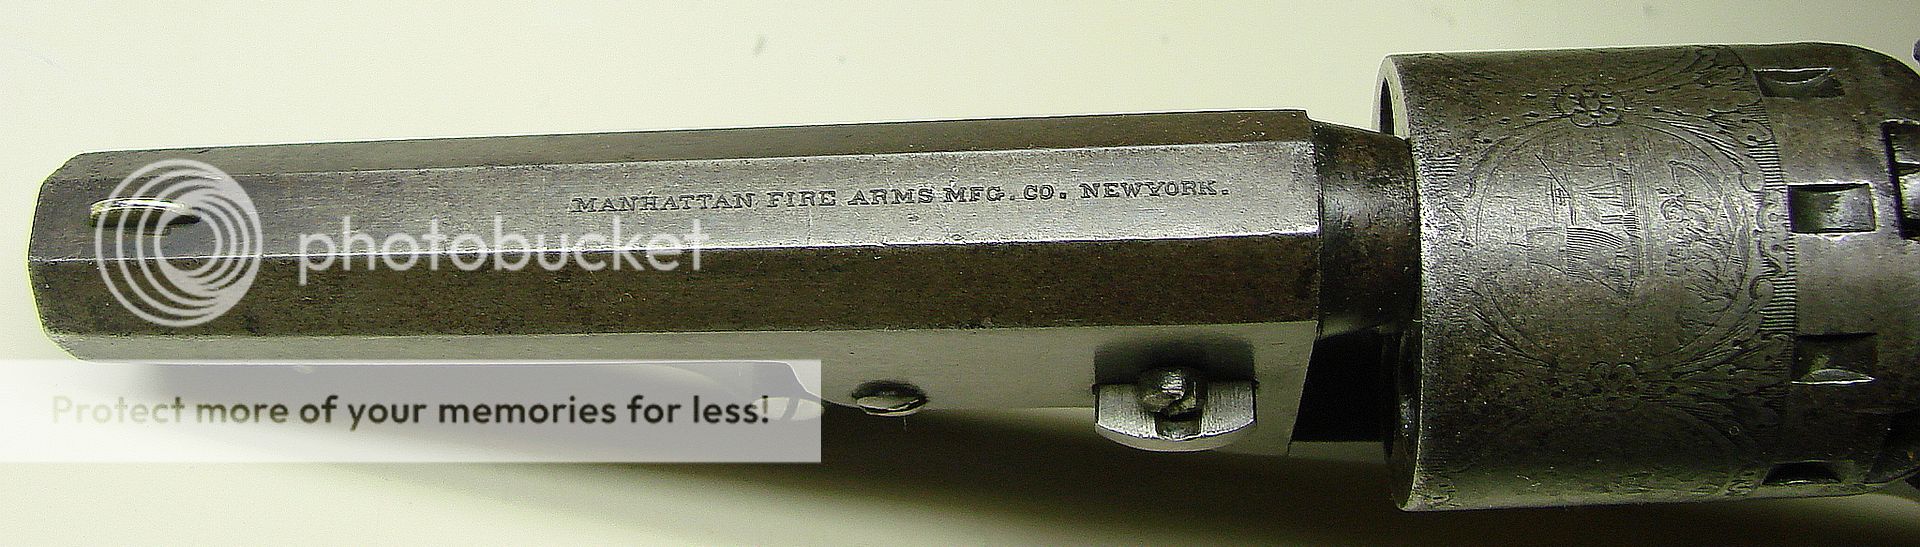 MANHATTAN FIRE ARMS MFG. CO. NEWYORK.
photobucket
Protect more of your memories for less!